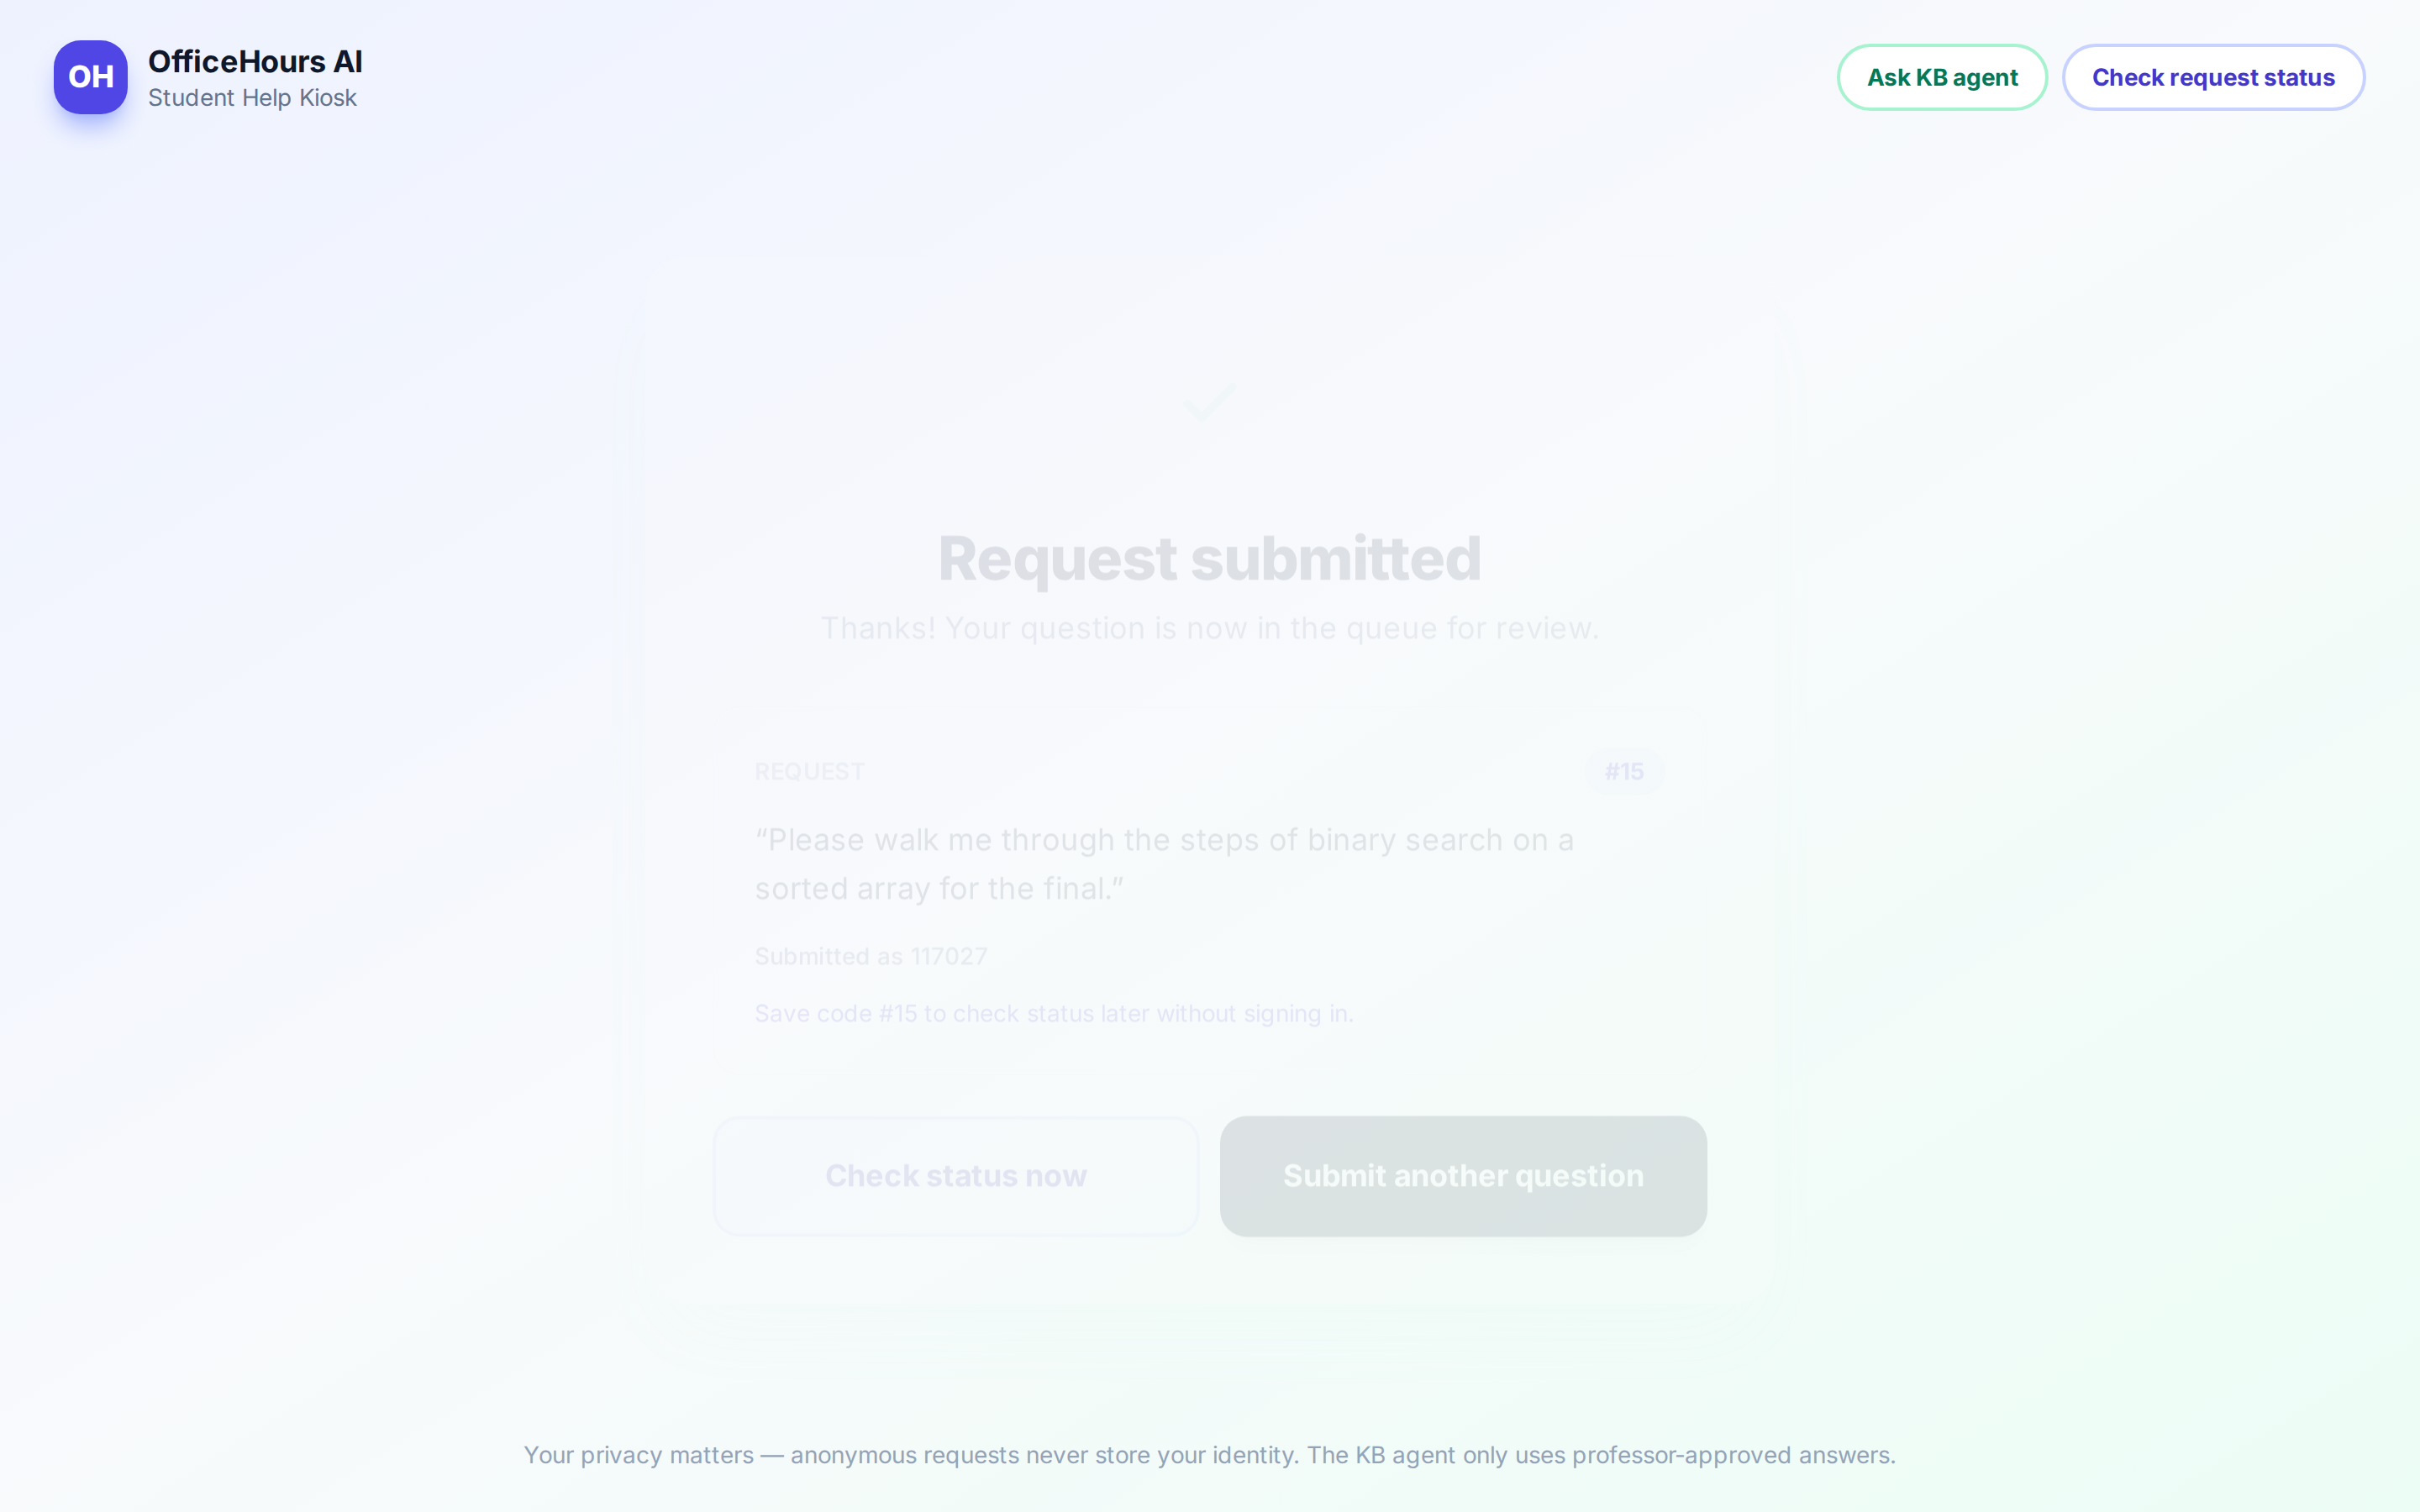 OH
OfficeHours AI
Student Help Kiosk
Ask KB agent
Check request status
Request submitted
Thanks! Your question is now in the queue for review.
REQUEST
#15
“Please walk me through the steps of binary search on a
sorted array for the final.”
Submitted as 117027
Save code #15 to check status later without signing in.
Check status now
Submit another question
Your privacy matters — anonymous requests never store your identity. The KB agent only uses professor-approved answers.